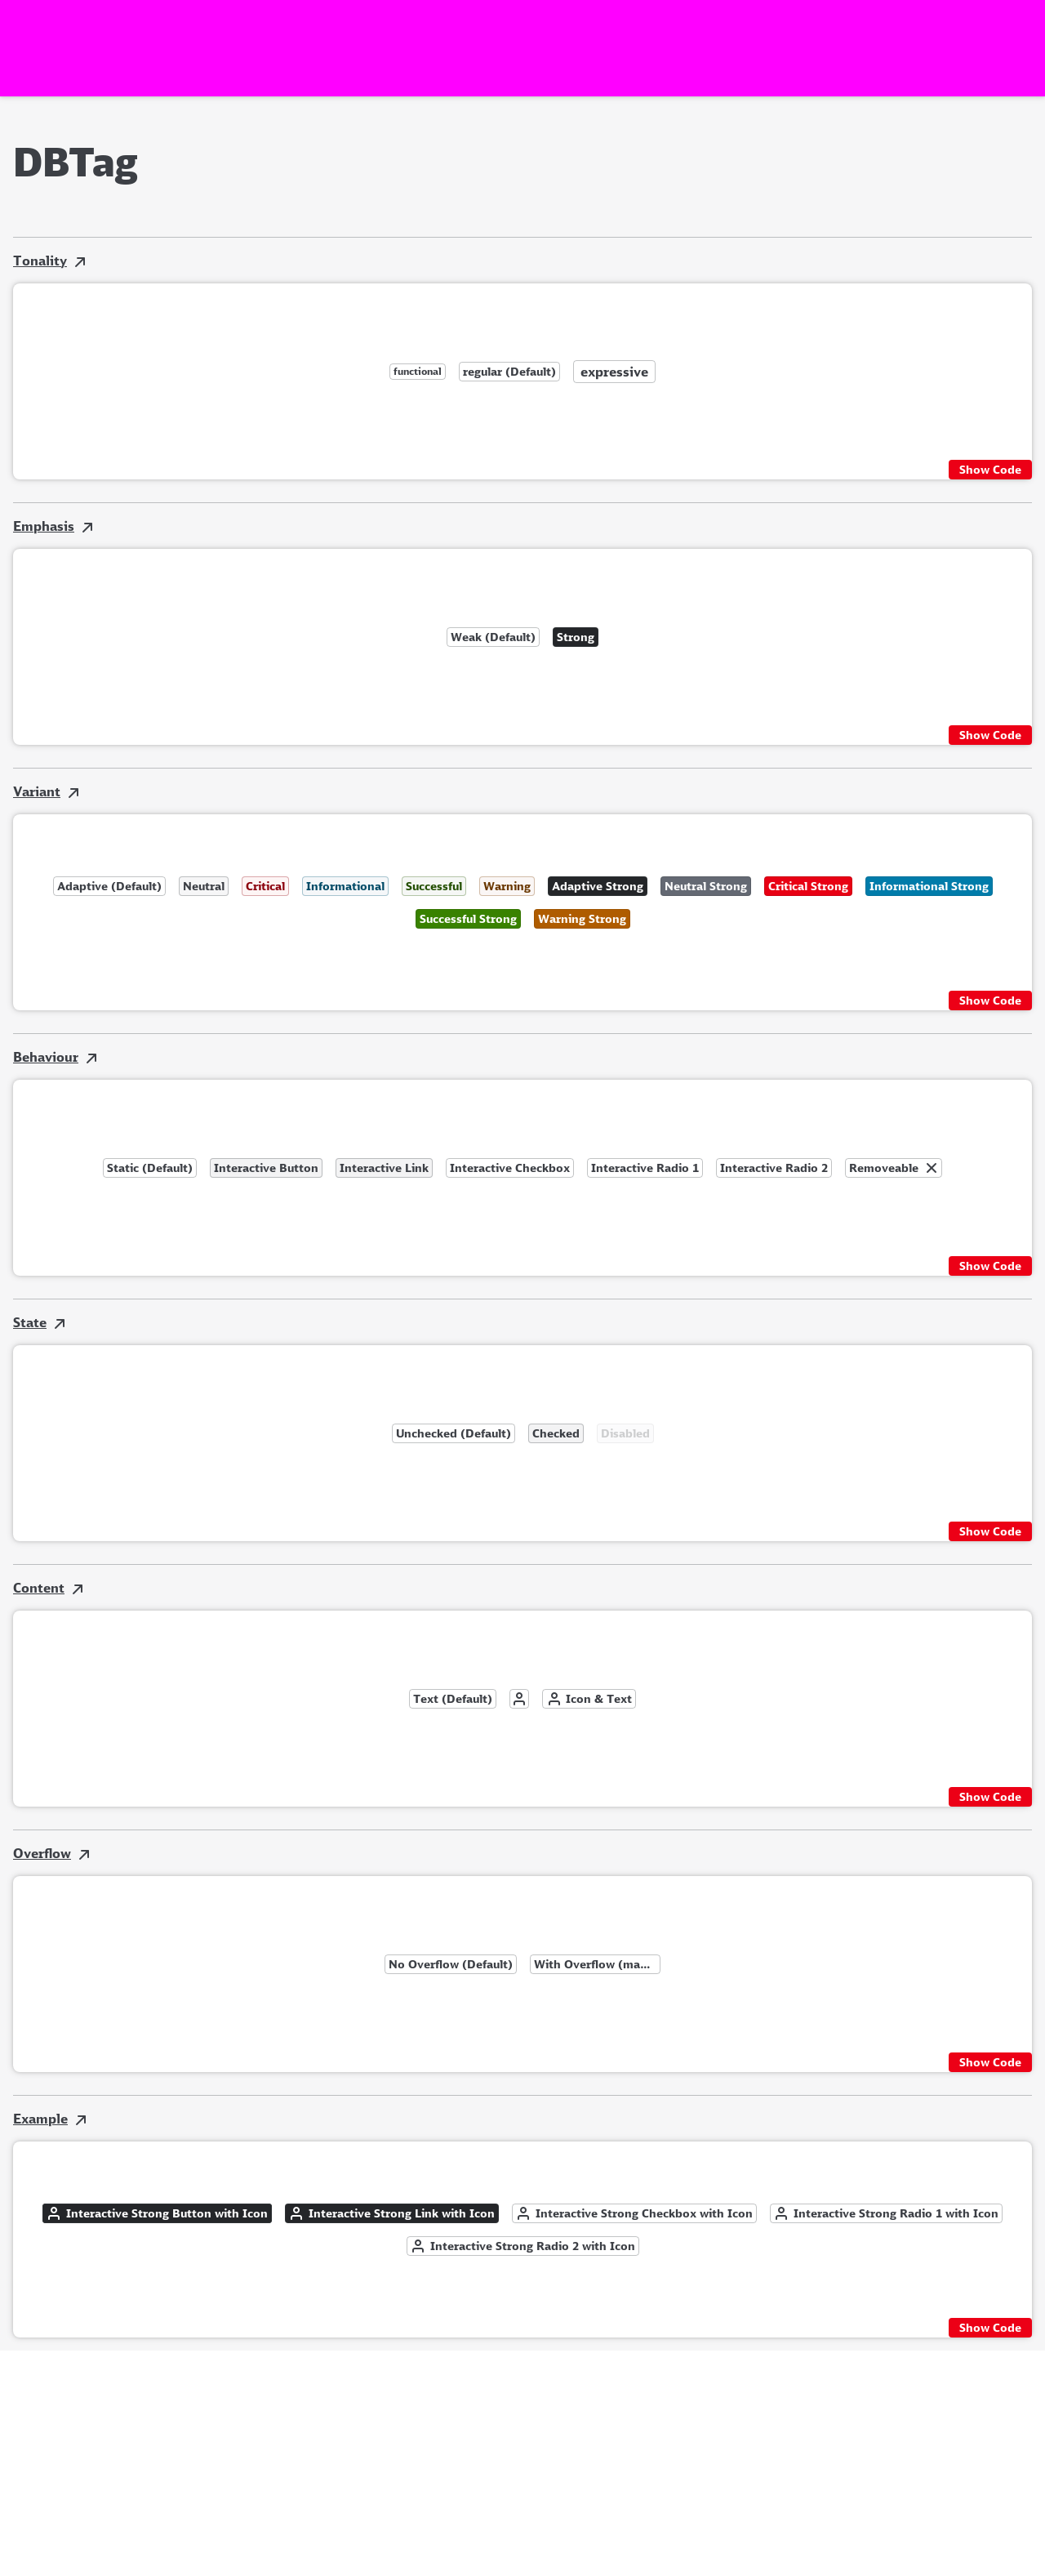 DBTag
Tonality
functional regular (Default) expressive
Show Code
Emphasis
Weak (Default) Strong
Show Code
Variant
Adaptive (Default) Neutral Critical Informational Successful Warning Adaptive Strong Neutral Strong Critical Strong Informational Strong
Successful Strong Warning Strong
Show Code
Behaviour
Static (Default) Interactive Button Interactive Link Interactive Checkbox Interactive Radio 1 Interactive Radio 2 Removeable
Show Code
State
Unchecked (Default) Checked Disabled
Show Code
Content
Text (Default) Icon & Text
Show Code
Overflow
No Overflow (Default) With Overflow (ma...
Show Code
Example
Interactive Strong Button with Icon Interactive Strong Link with Icon Interactive Strong Checkbox with Icon Interactive Strong Radio 1 with Icon
Interactive Strong Radio 2 with Icon
Show Code